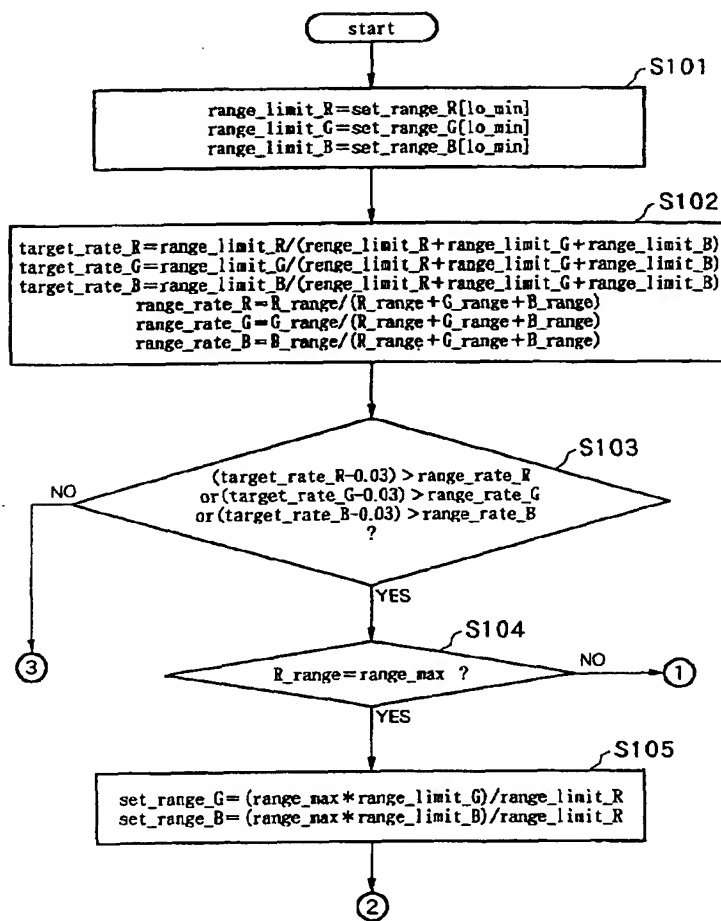 start
S101
range_limit_R=set_range_R[lo_min]
range_limit_G=set_range_G[lo_min]
range_limit_B=set_range_B[lo_min]
S102
target_rate_R=range_limit_R/(renge_limit_R+range_limit_G+range_limit_B)
target_rate_G=range_limit_G/(renge_limit_R+range_limit_G+range_limit_B)
target_rate_B=range_limit_B/(renge_limit_R+range_limit_G+range_limit_B)
range_rate_R=R_range/(R_range+G_range+B_range)
range_rate_G=G_range/(R_range+G_range+B_range)
range_rate_B=B_range/(R_range+G_range+B_range)
S103
(target_rate_R-0.03)>range_rate_R
or(target_rate_G-0.03)>range_rate_G
or(target_rate_B-0.03)>range_rate_B
?
NO
YES
3
S104
R_range=range_max ?
NO
1
YES
S105
set_range_G=(range_max*range_limit_G)/range_limit_R
set_range_B=(range_max*range_limit_B)/range_limit_R
2